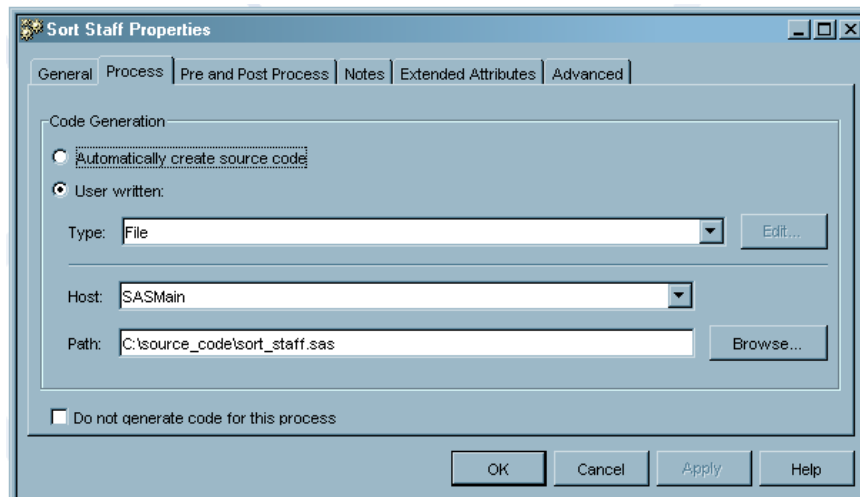 Sort Staff Properties
General Process Pre and Post Process Notes Extended Attributes Advanced
Code Generation
Automatically create source code
User written:
Type: File Edit...
Host: SASMain
Path: C:\source_code\sort_staff.sas Browse...
Do not generate code for this process
OK Cancel Apply Help